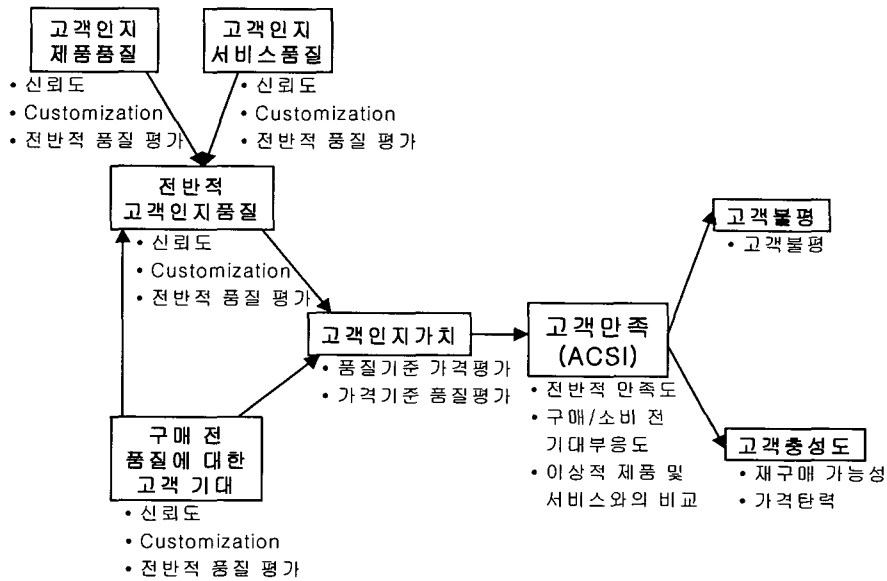 고객인지
제품품질
고객인지
서비스품질
• 신뢰도
• Customization
• 전반적 품질 평가
• 신뢰도
• Customization
• 전반적 품질 평가
전반적
고객인지품질
• 신뢰도
• Customization
• 전반적 품질 평가
고객불평
• 고객불평
고객인지가치
• 품질기준 가격평가
• 가격기준 품질평가
고객만족
(ACSI)
• 전반적 만족도
• 구매/소비 전
기대부응도
• 이상적 제품 및
서비스와의 비교
고객충성도
• 재구매 가능성
• 가격탄력
구매 전
품질에 대한
고객 기대
• 신뢰도
• Customization
• 전반적 품질 평가